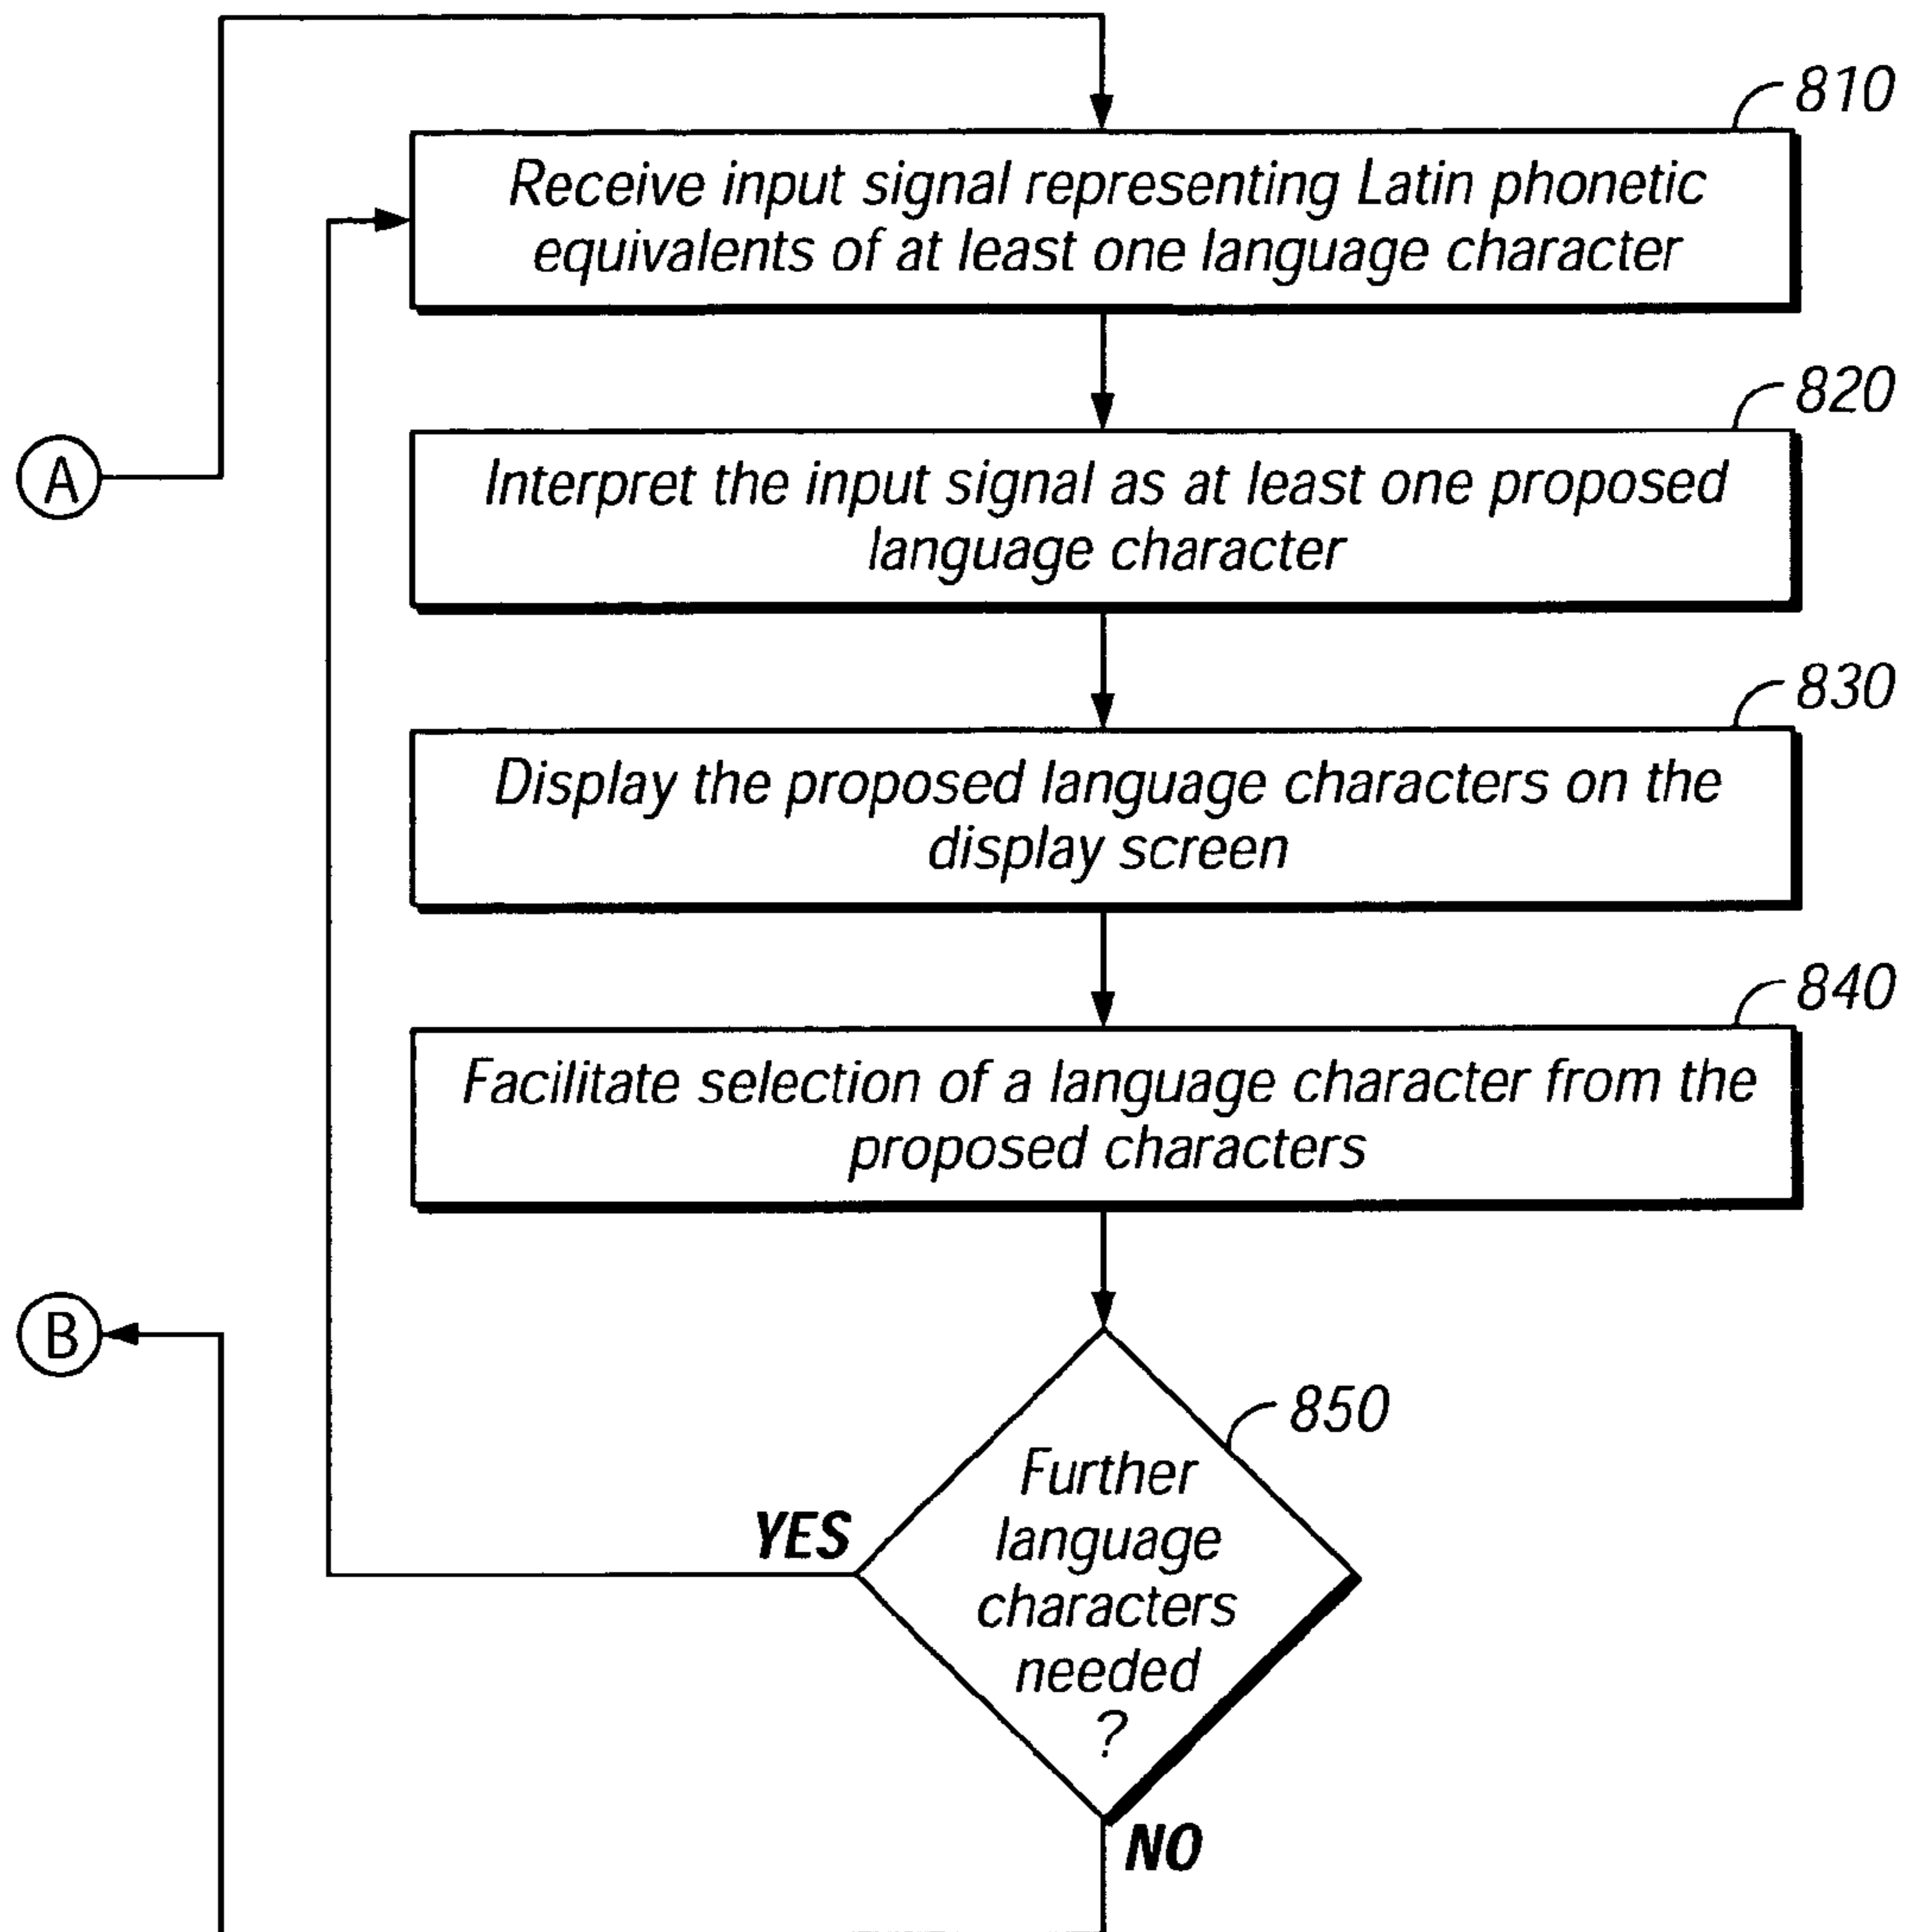 810
Receive input signal representing Latin phonetic
equivalents of at least one language character
820
A
Interpret the input signal as at least one proposed
language character
830
Display the proposed language characters on the
display screen
840
Facilitate selection of a language character from the
proposed characters
B
850
Further
language
characters
needed
?
YES
NO